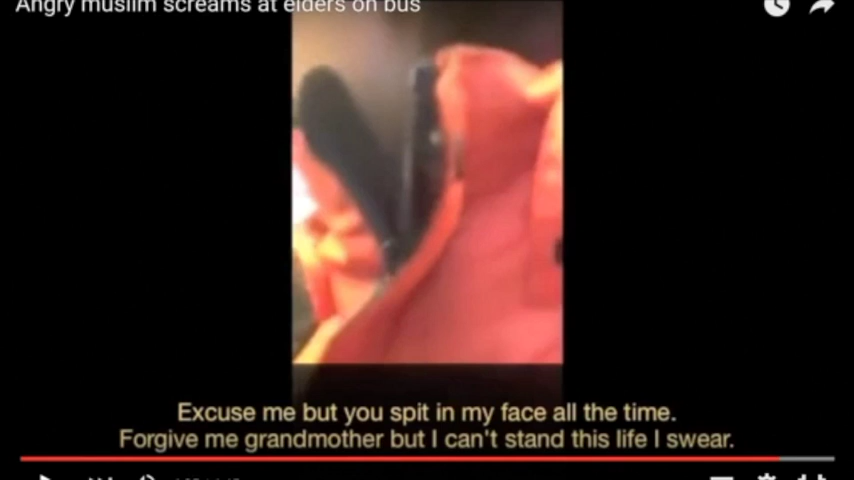 Angry muslim screams at elders on bus
Excuse me but you spit in my face all the time.
Forgive me grandmother but I can't stand this life I swear.